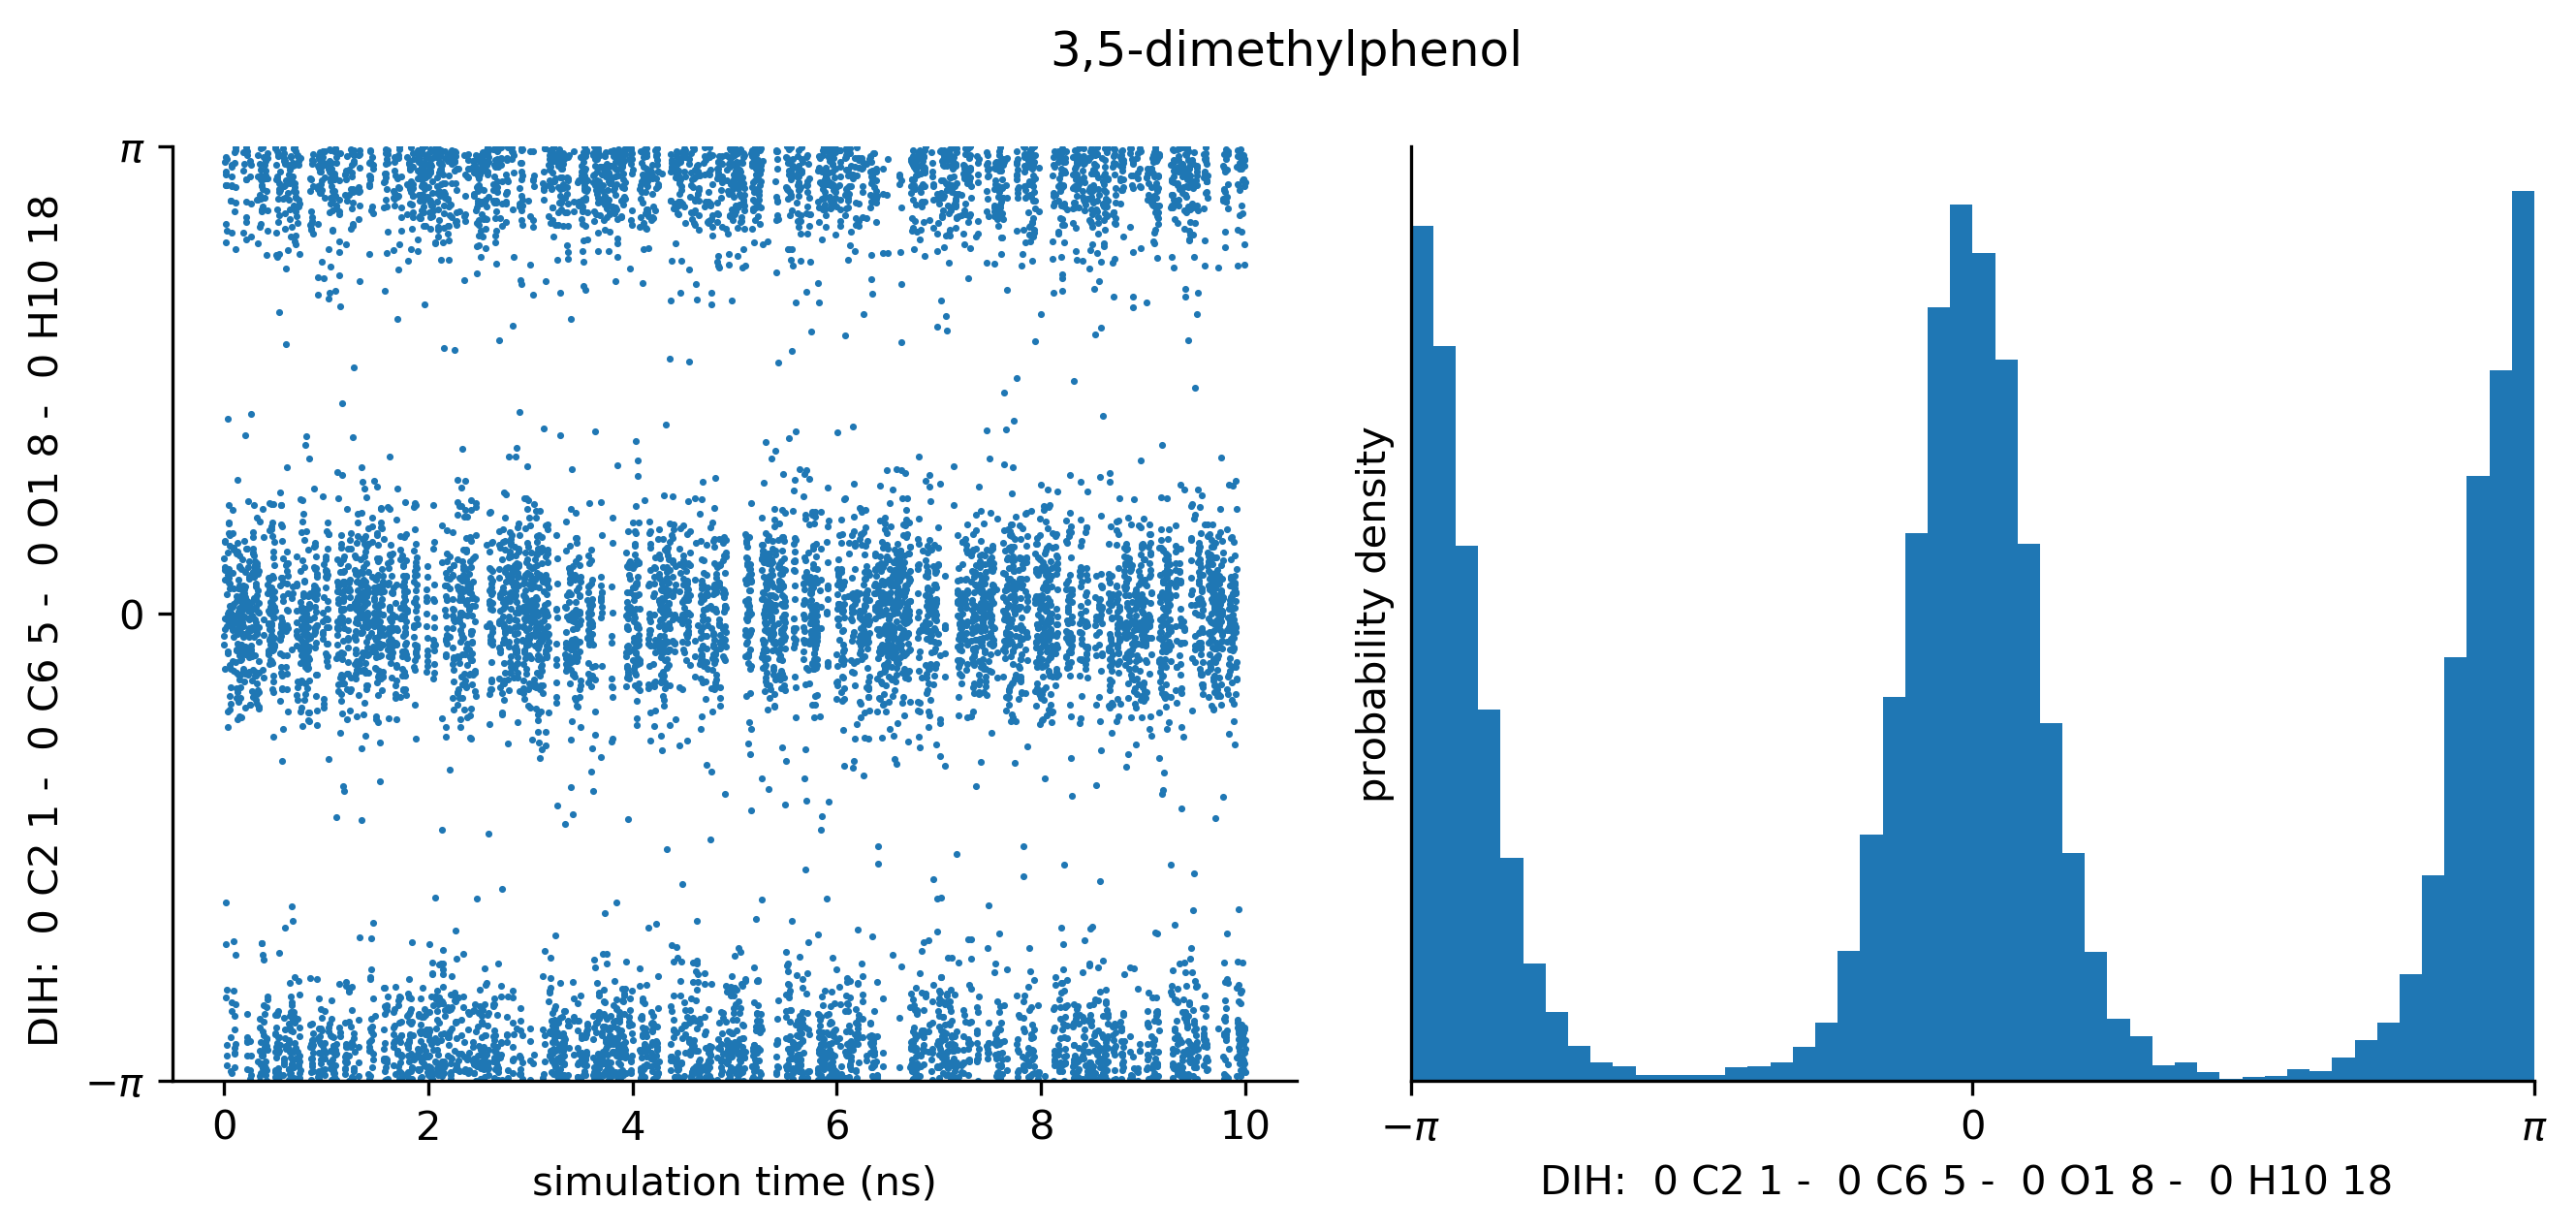 3,5-dimethylphenol
DIH:  0 C2 1 -  0 C6 5 -  0 O1 8 -  0 H10 18
π
0
−π
0 2 4 6 8 10
simulation time (ns)
probability density
−π 0 π
DIH:  0 C2 1 -  0 C6 5 -  0 O1 8 -  0 H10 18